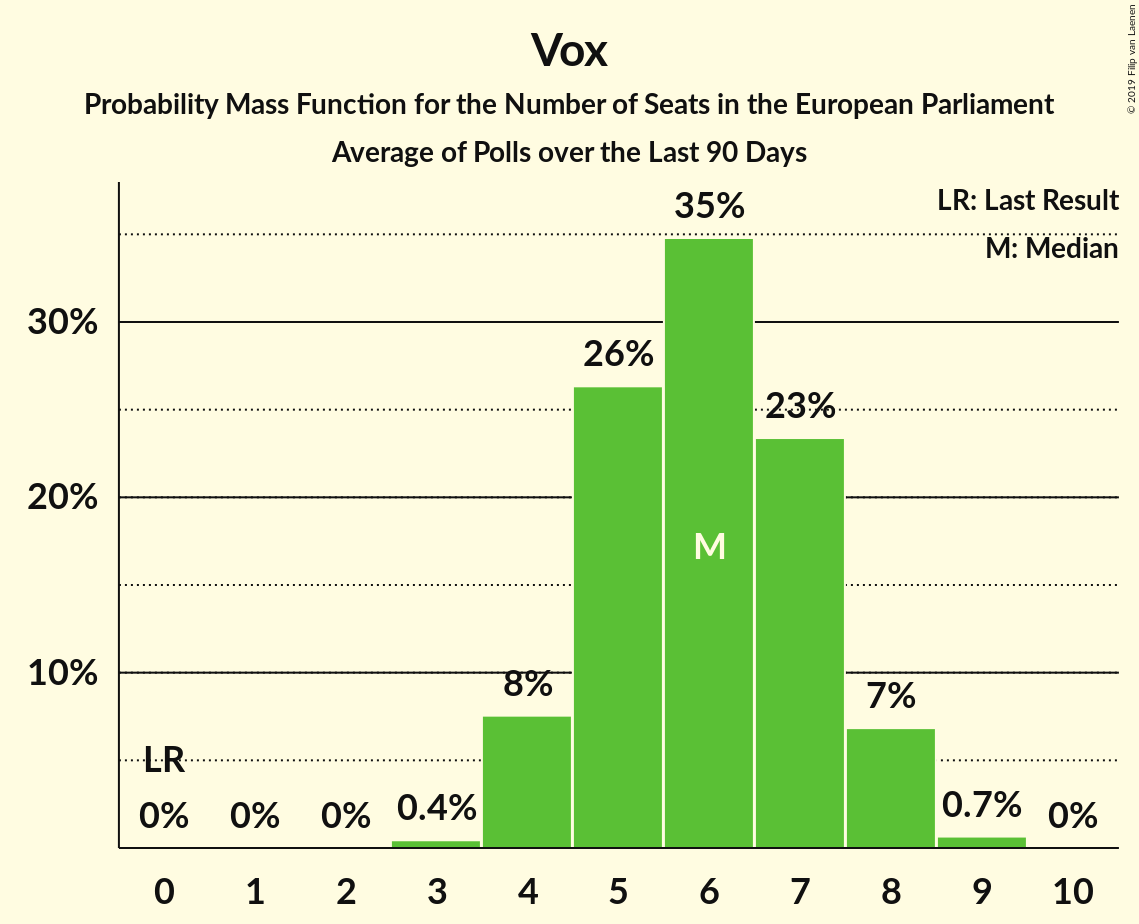 Vox
Probability Mass Function for the Number of Seats in the European Parliament
Average of Polls over the Last 90 Days
© 2019 Filip van Laenen
LR: Last Result
M: Median
30%
20%
10%
LR
0%
0%
0%
0.4%
8%
26%
35%
23%
7%
0.7%
0%
M
0 1 2 3 4 5 6 7 8 9 10